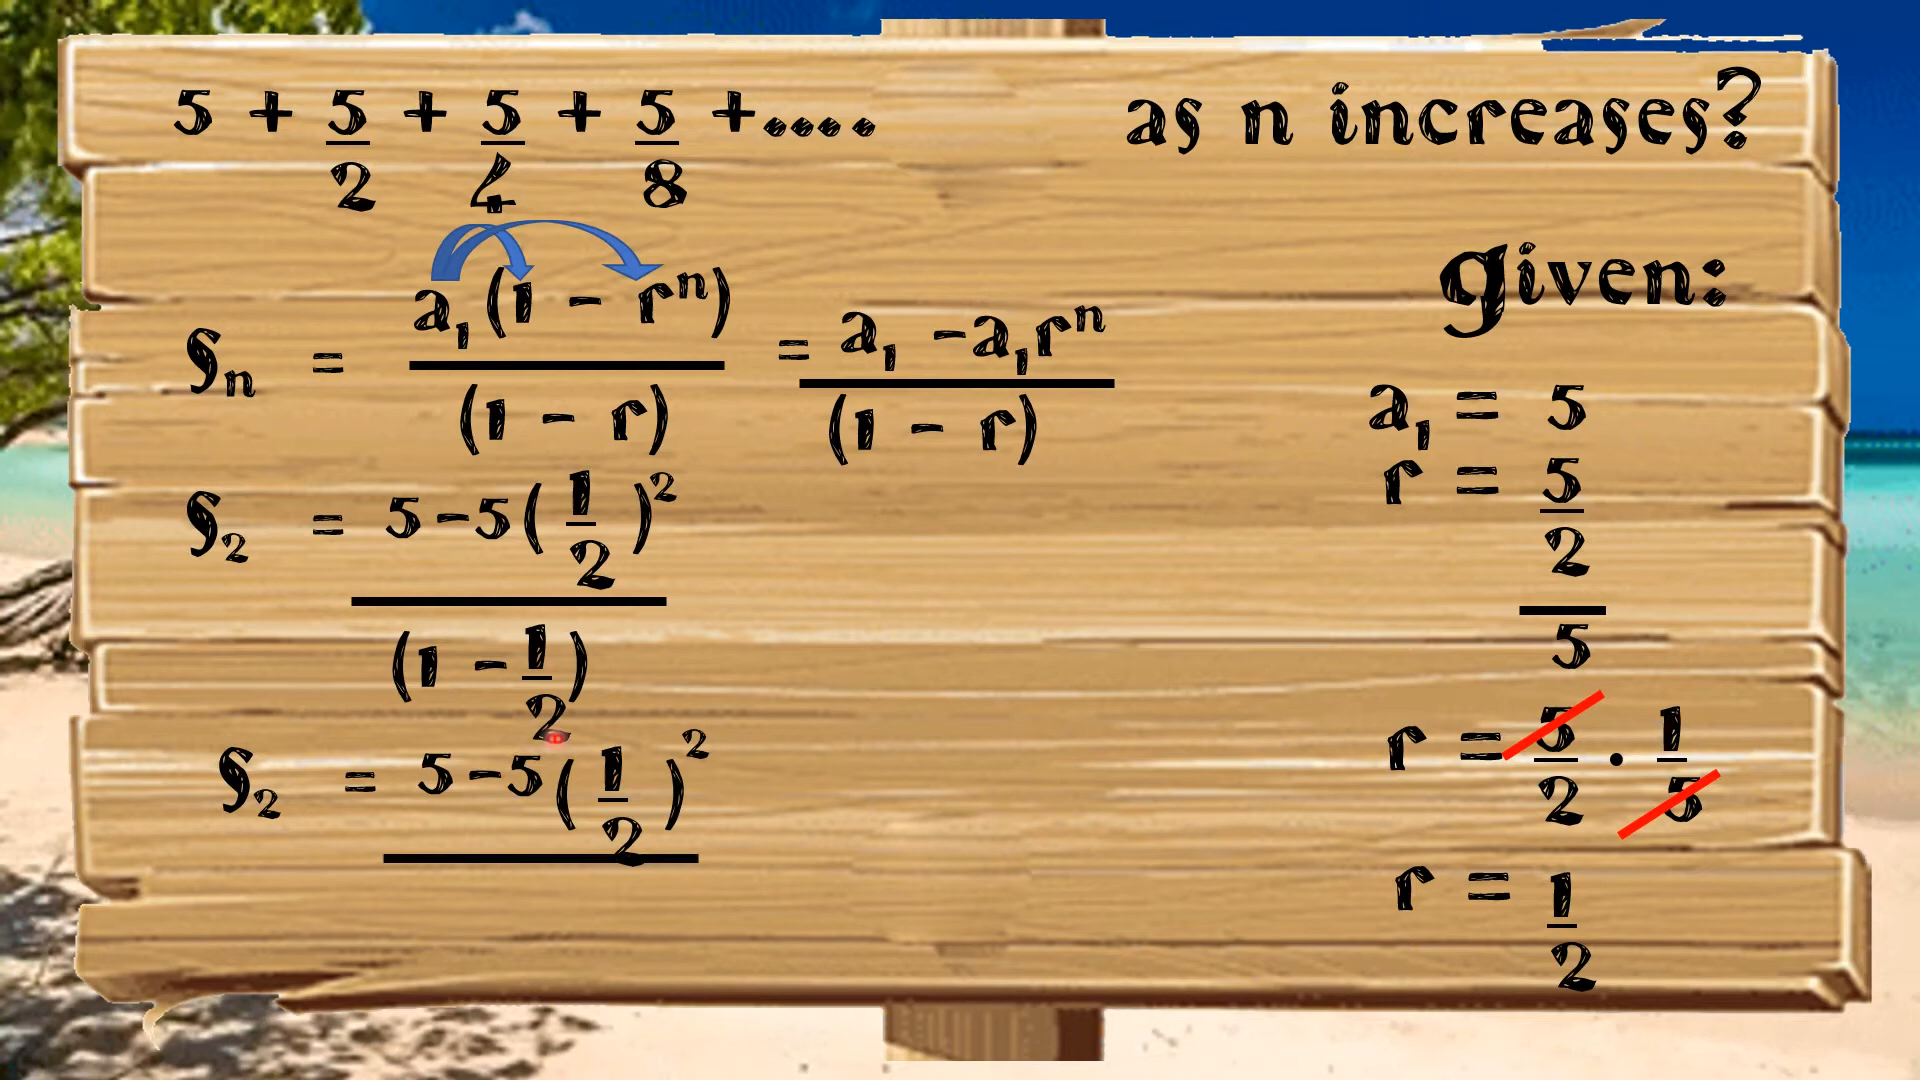 5 + 5/2 + 5/4 + 5/8 +....
as n increases?
given:
Sₙ = a₁(1 - rⁿ) / (1 - r) = a₁ - a₁rⁿ / (1 - r)
a₁ = 5
r = 5/2 / 5
S₂ = 5-5(1/2)² / (1 - 1/2)
r = 5/2 . 1/5
S₂ = 5-5(1/2)²
r = 1/2